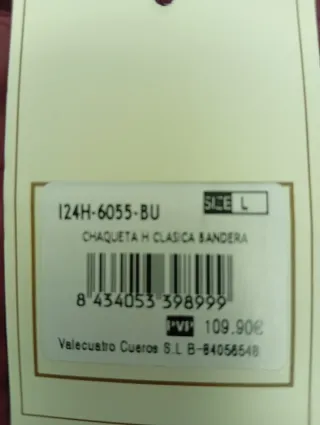 I24H-6055-BU SIZE L
CHAQUETA H CLASICA BANDERA
8 434053 398999
PVP 109.90€
Valecuatro Cueros S.L B-84056548